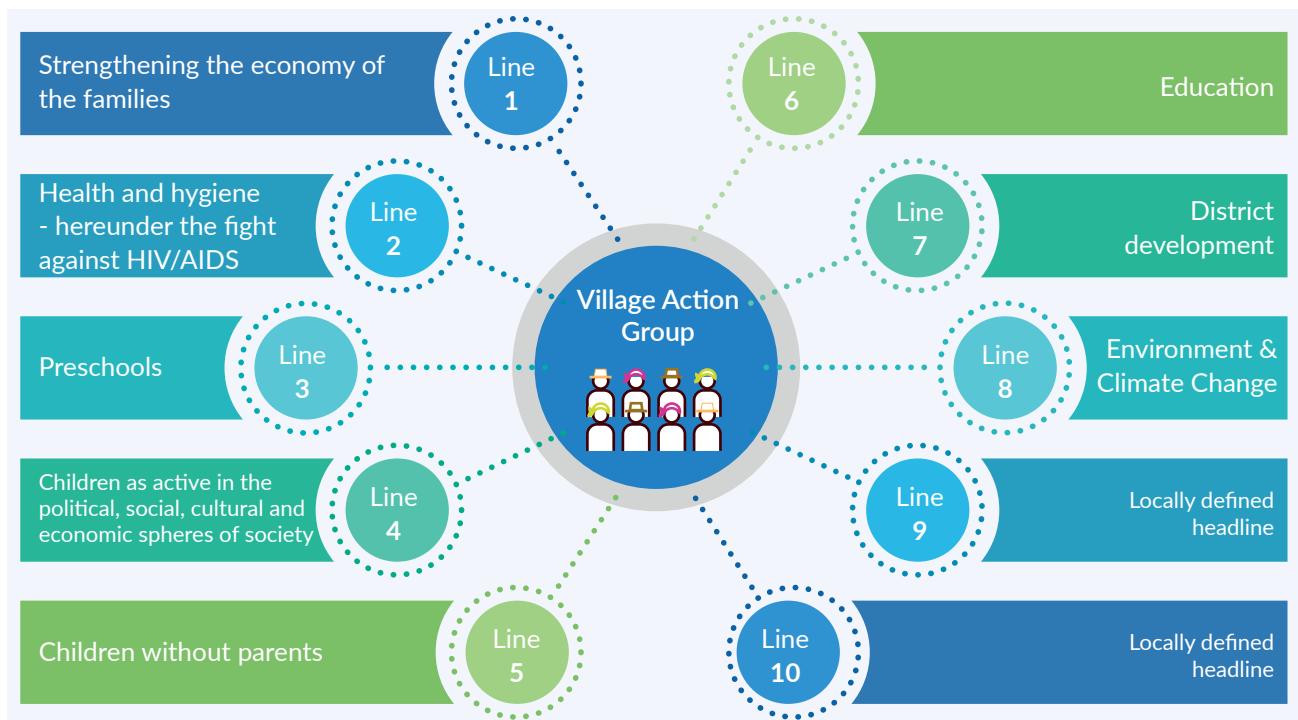 Strengthening the economy of
the families
Line
1
Health and hygiene
- hereunder the fight
against HIV/AIDS
Line
2
Preschools
Line
3
Children as active in the
political, social, cultural and
economic spheres of society
Line
4
Children without parents
Line
5
Village Action
Group
Line
6
Education
Line
7
District
development
Line
8
Environment &
Climate Change
Line
9
Locally defined
headline
Line
10
Locally defined
headline